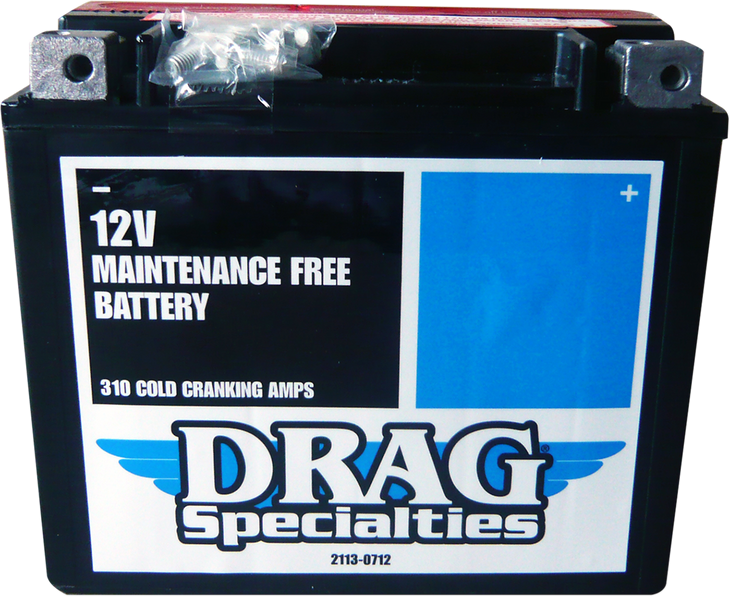 − +
12V
MAINTENANCE FREE
BATTERY
310 COLD CRANKING AMPS
DRAG®
Specialties
2113-0712